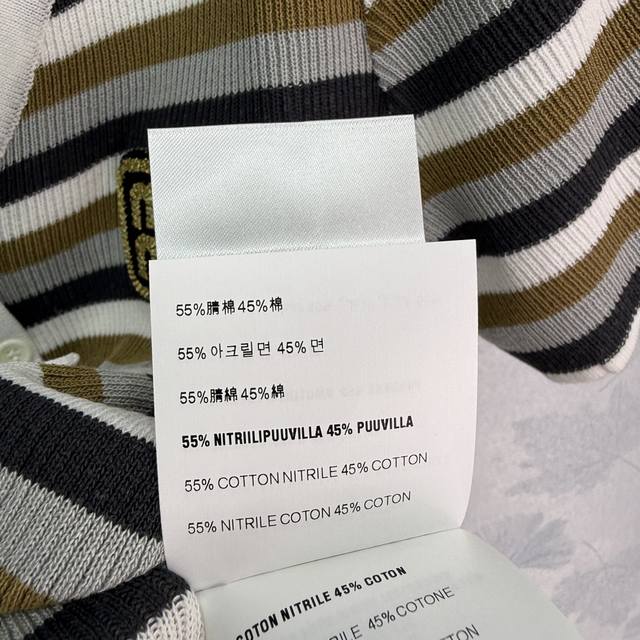 55%腈棉45%棉
55% 아크릴면 45% 면
55%腈綿45%綿
55% NITRIILIPUUVILLA 45% PUUVILLA
55% COTTON NITRILE 45% COTTON
55% NITRILE COTON 45% COTON
COTON NITRILE 45% COTON
NITRILE 45% COTONE